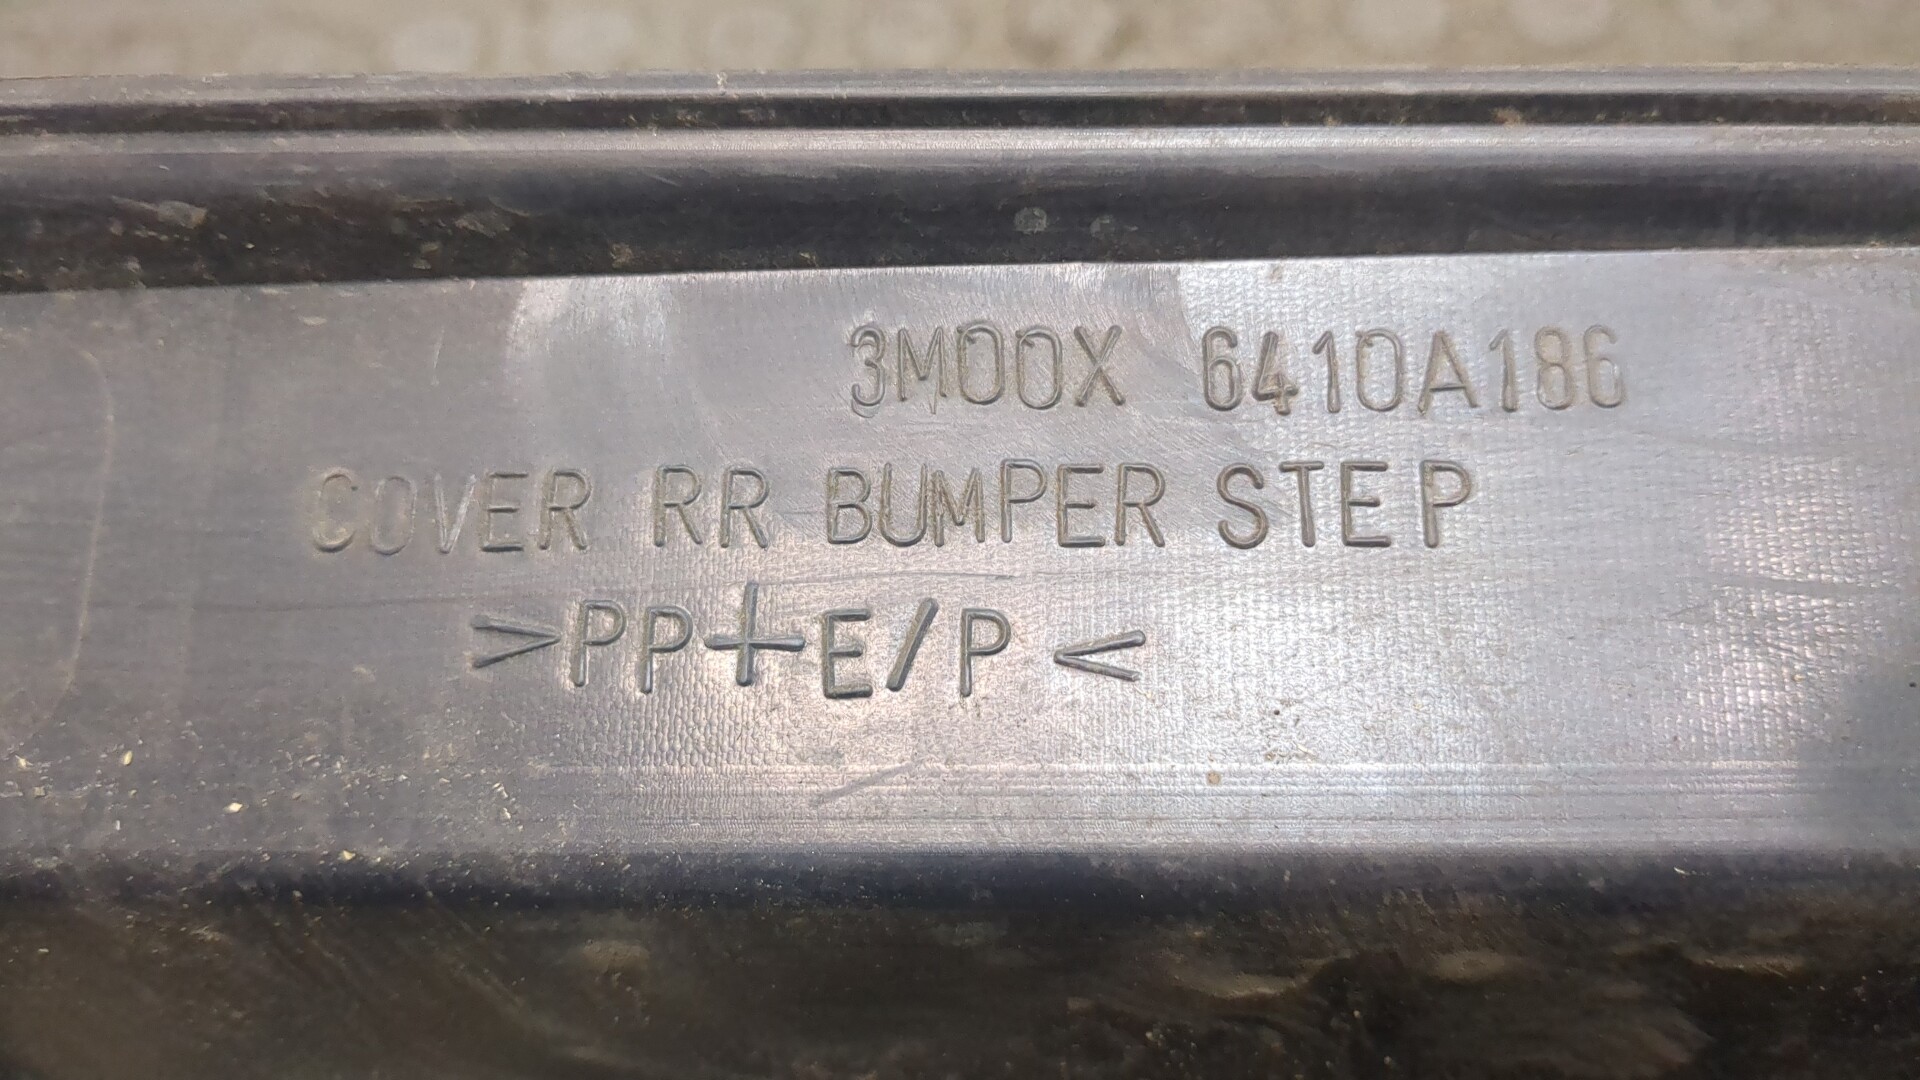 3M00X 6410A186
COVER RR BUMPER STEP
>PP+E/P<